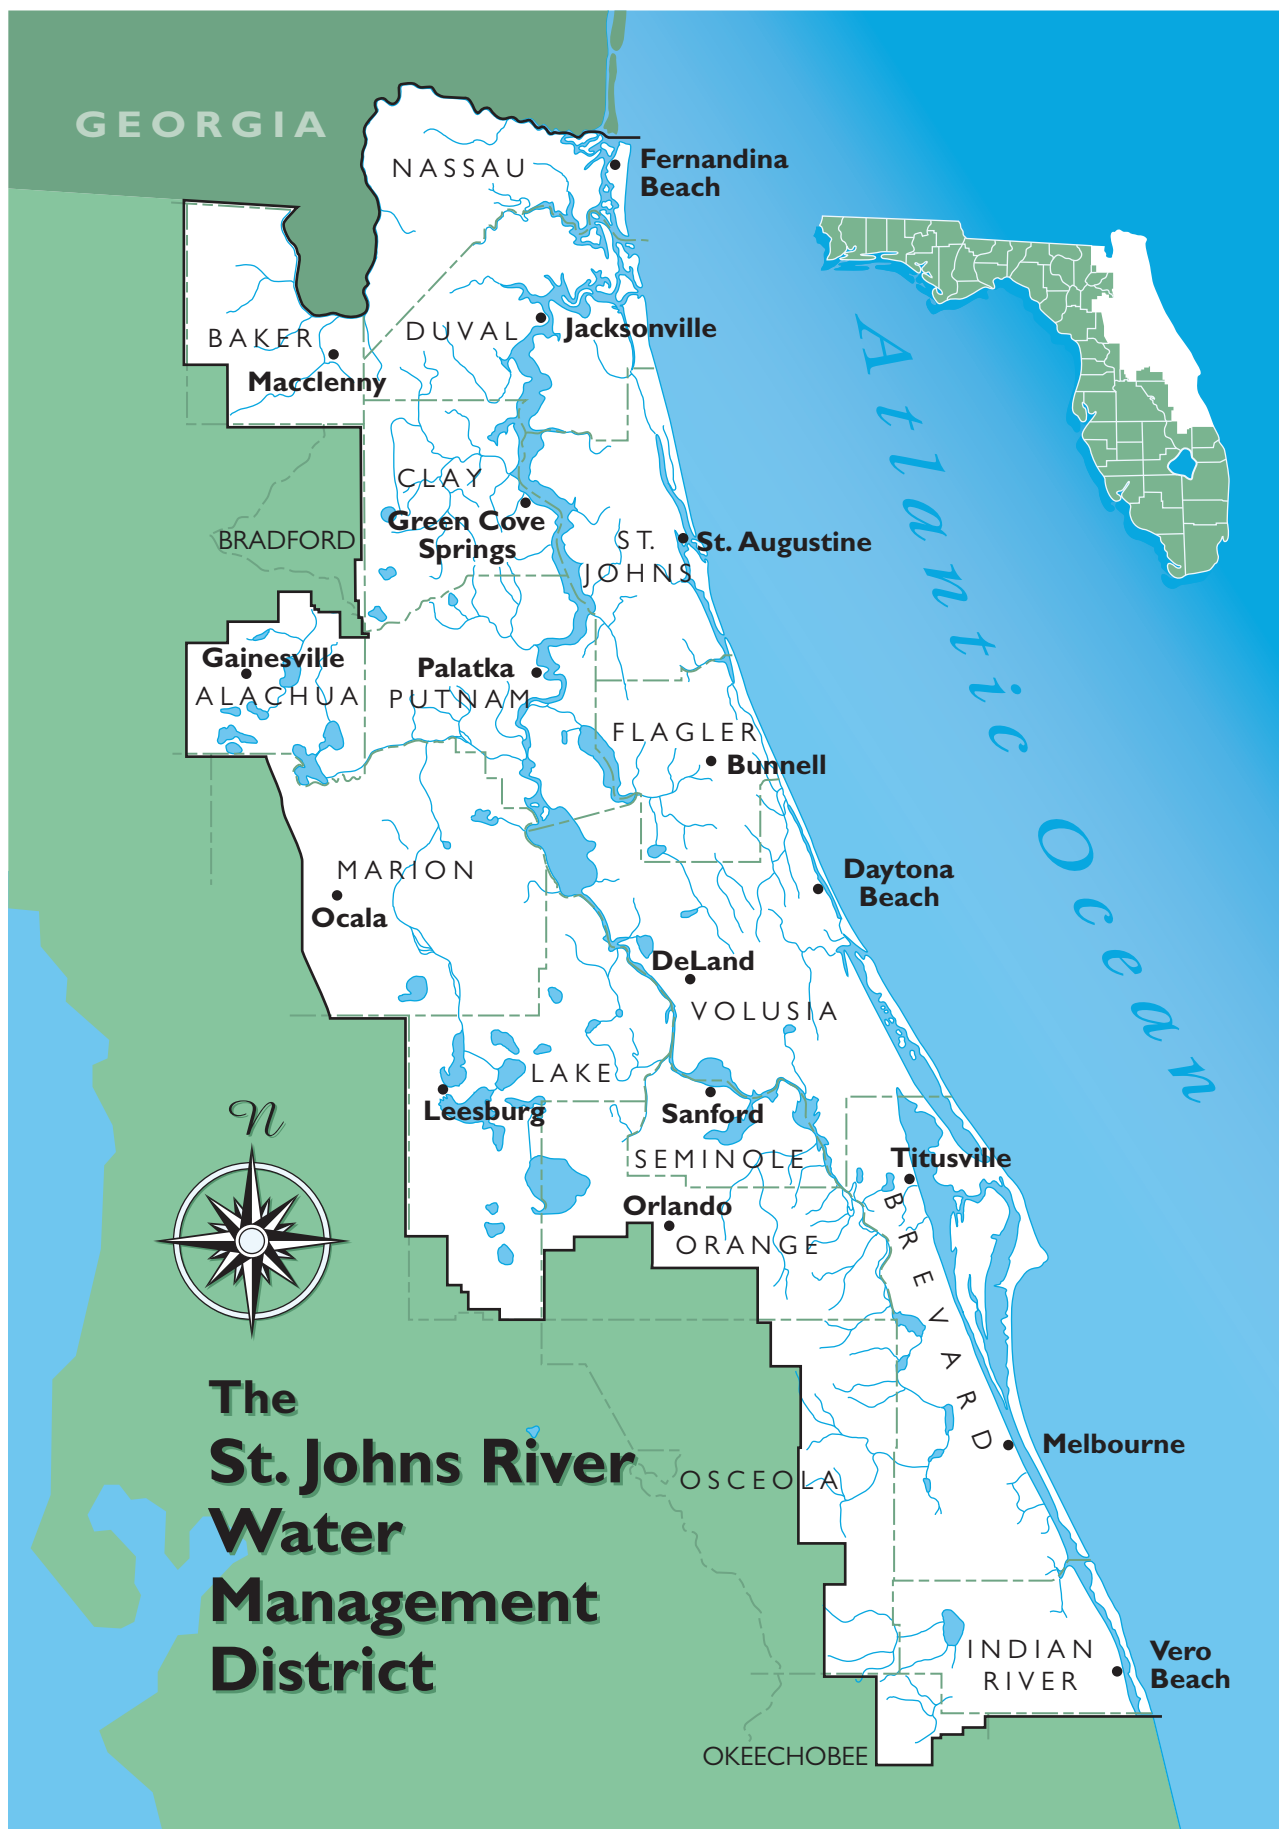 GEORGIA
NASSAU
Fernandina
Beach
BAKER
DUVAL
Jacksonville
Macclenny
Atlantic Ocean
CLAY
Green Cove
Springs
BRADFORD
ST.
JOHNS
St. Augustine
Gainesville
ALACHUA
Palatka
PUTNAM
FLAGLER
Bunnell
MARION
Ocala
Daytona
Beach
DeLand
VOLUSIA
LAKE
Leesburg
Sanford
N
SEMINOLE
Titusville
Orlando
ORANGE
BREVARD
The
St. Johns River
Water
Management
District
Melbourne
OSCEOLA
INDIAN
RIVER
Vero
Beach
OKEECHOBEE